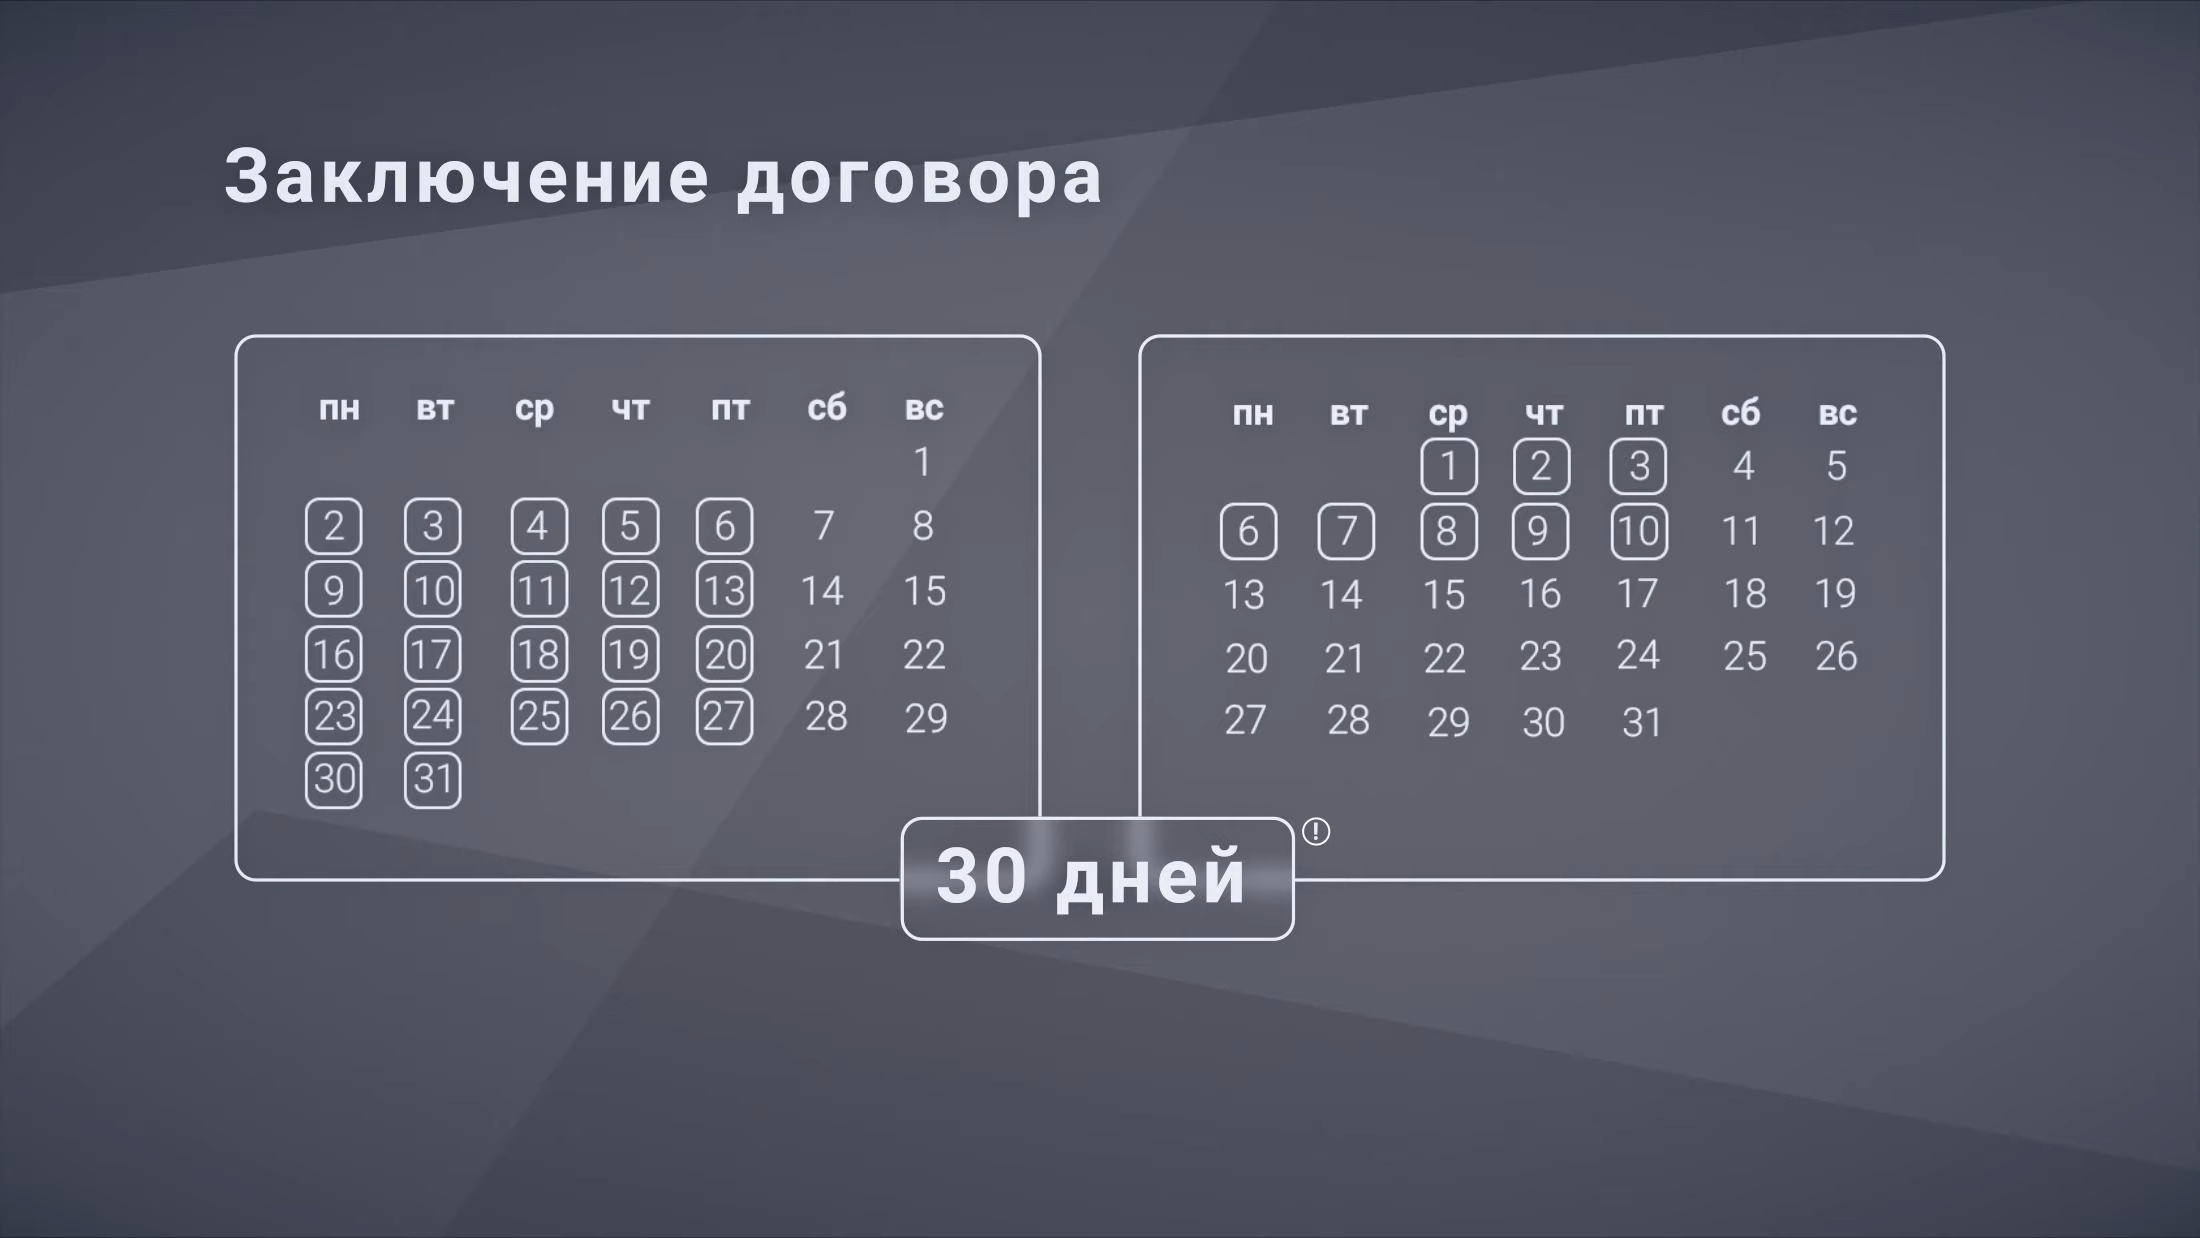 Заключение договора
пн вт ср чт пт сб вс
1
2 3 4 5 6 7 8
9 10 11 12 13 14 15
16 17 18 19 20 21 22
23 24 25 26 27 28 29
30 31
пн вт ср чт пт сб вс
1 2 3 4 5
6 7 8 9 10 11 12
13 14 15 16 17 18 19
20 21 22 23 24 25 26
27 28 29 30 31
30 дней